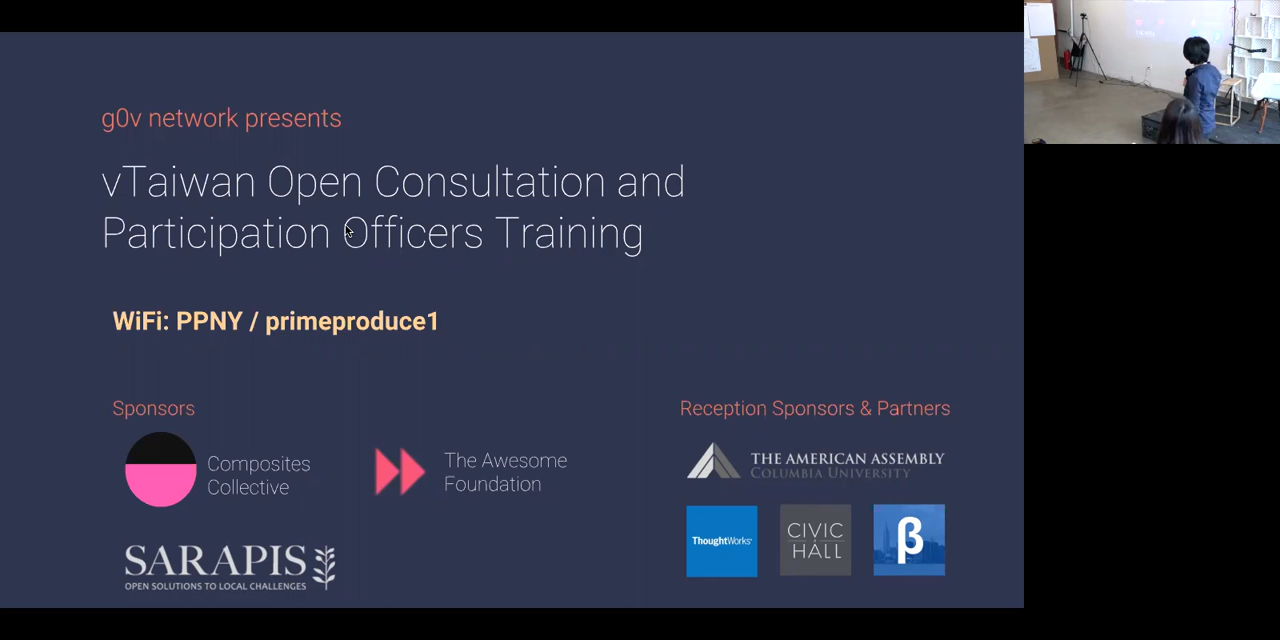 g0v network presents
vTaiwan Open Consultation and
Participation Officers Training
WiFi: PPNY / primeproduce1
Sponsors
Composites
Collective
The Awesome
Foundation
SARAPIS
OPEN SOLUTIONS TO LOCAL CHALLENGES
Reception Sponsors & Partners
THE AMERICAN ASSEMBLY
COLUMBIA UNIVERSITY
ThoughtWorks®
CIVIC
HALL
β